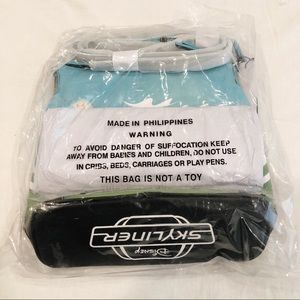 MADE IN PHILIPPINES
WARNING
TO AVOID DANGER OF SUFFOCATION KEEP
AWAY FROM BABIES AND CHILDREN, DO NOT USE
IN CRIBS, BEDS, CARRIAGES OR PLAY PENS.
THIS BAG IS NOT A TOY
Disney
SKYLINER